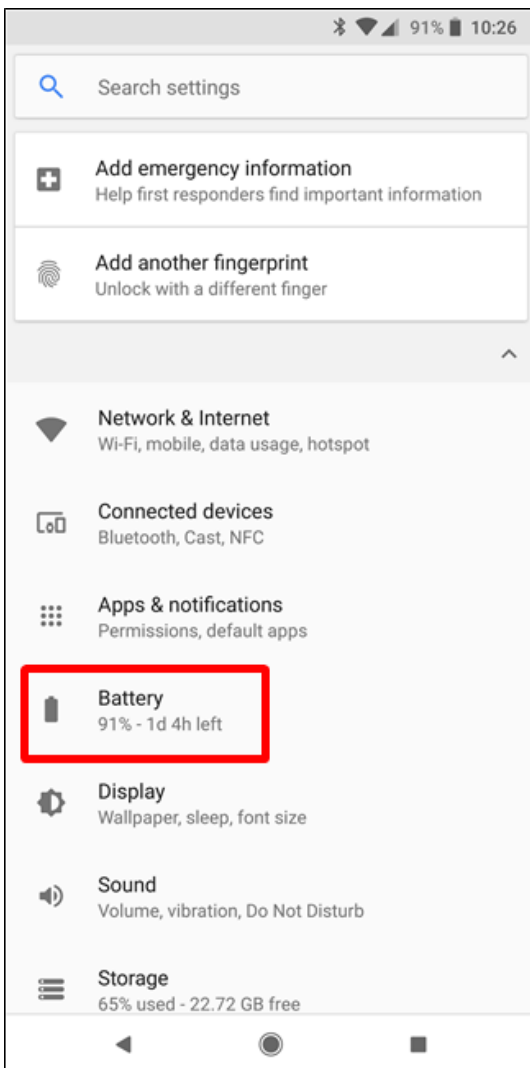 91% 10:26
Search settings
Add emergency information
Help first responders find important information
Add another fingerprint
Unlock with a different finger
Network & Internet
Wi-Fi, mobile, data usage, hotspot
Connected devices
Bluetooth, Cast, NFC
Apps & notifications
Permissions, default apps
Battery
91% - 1d 4h left
Display
Wallpaper, sleep, font size
Sound
Volume, vibration, Do Not Disturb
Storage
65% used - 22.72 GB free